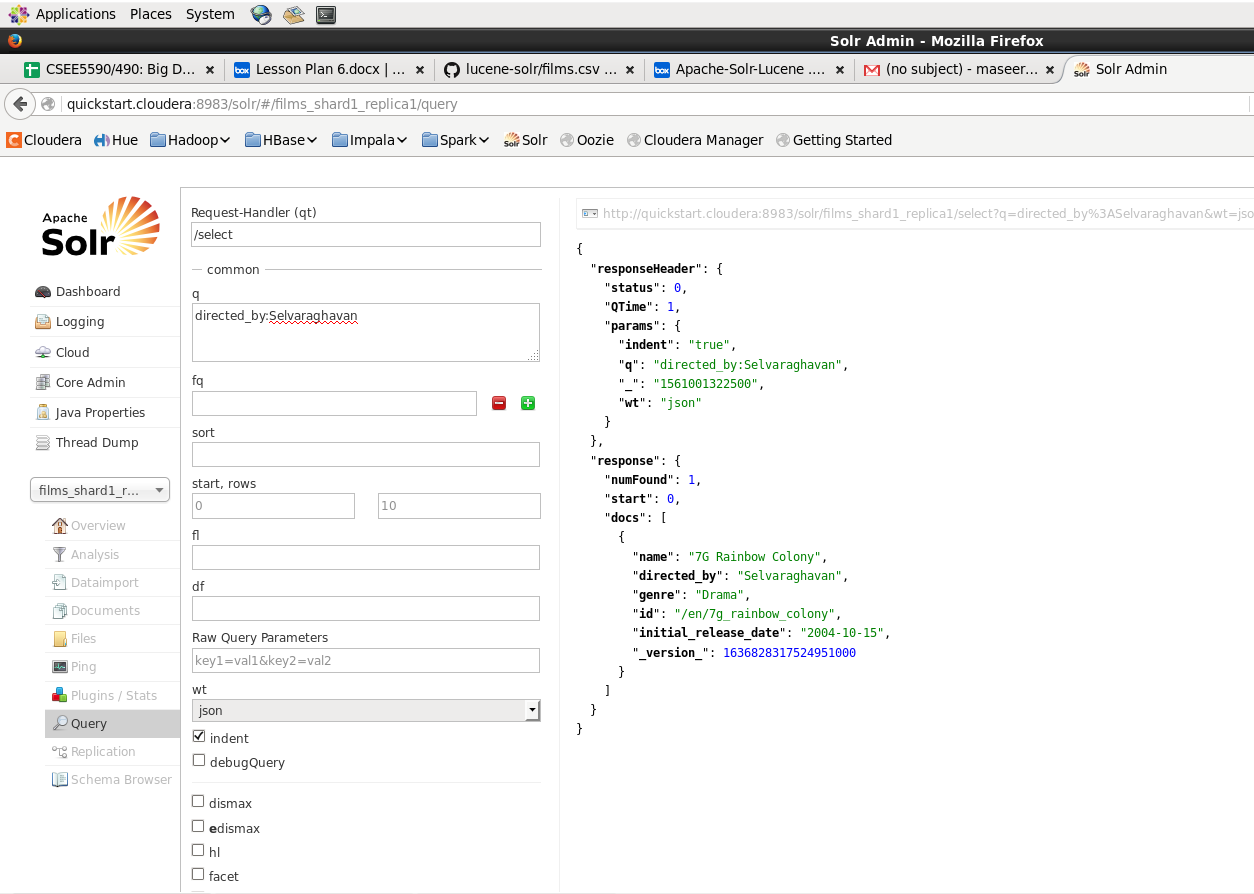 Applications Places System
Solr Admin - Mozilla Firefox
CSEE5590/490: Big D... × box Lesson Plan 6.docx | ... × lucene-solr/films.csv ... × box Apache-Solr-Lucene .... × (no subject) - maseer... × Solr Solr Admin
quickstart.cloudera:8983/solr/#/films_shard1_replica1/query
Cloudera Hue Hadoop HBase Impala Spark Solr Solr Oozie Cloudera Manager Getting Started
Apache
Solr
Dashboard
Logging
Cloud
Core Admin
Java Properties
Thread Dump
films_shard1_r...
Overview
Analysis
Dataimport
Documents
Files
Ping
Plugins / Stats
Query
Replication
Schema Browser
Request-Handler (qt)
/select
common
q
directed_by:Selvaraghavan
fq
sort
start, rows
0 10
fl
df
Raw Query Parameters
key1=val1&key2=val2
wt
json
indent
debugQuery
dismax
edismax
hl
facet
http://quickstart.cloudera:8983/solr/films_shard1_replica1/select?q=directed_by%3ASelvaraghavan&wt=jso
{
"responseHeader": {
"status": 0,
"QTime": 1,
"params": {
"indent": "true",
"q": "directed_by:Selvaraghavan",
"_": "1561001322500",
"wt": "json"
}
},
"response": {
"numFound": 1,
"start": 0,
"docs": [
{
"name": "7G Rainbow Colony",
"directed_by": "Selvaraghavan",
"genre": "Drama",
"id": "/en/7g_rainbow_colony",
"initial_release_date": "2004-10-15",
"_version_": 1636828317524951000
}
]
}
}